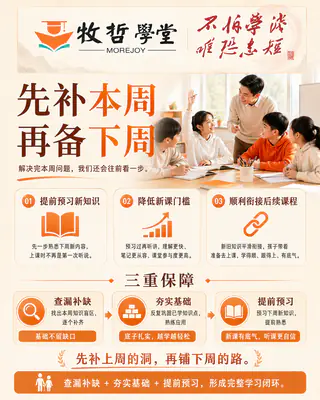 牧哲學堂
MOREJOY
不怕學淺
唯恐志短
先补本周
再备下周
解决完本周问题，我们还会往前看一步。
01 提前预习新知识
先一步熟悉下周新内容，
上课时不再是第一次听说。
02 降低新课门槛
预习过再听讲，理解更快，
笔记更从容，课堂参与度更高。
03 顺利衔接后续课程
新旧知识平滑衔接，孩子带着
准备去上课，学得顺、跟得上、有底气。
三重保障
查漏补缺
找出本周知识盲区，
逐个补齐
基础不留缺口
夯实基础
反复巩固已学知识点，
熟练应用
底子扎实，越学越轻松
提前预习
预习下周新知识，
提前熟悉
新课有底气，听课更自信
先补上周的洞，再铺下周的路。
查漏补缺 + 夯实基础 + 提前预习，形成完整学习闭环。